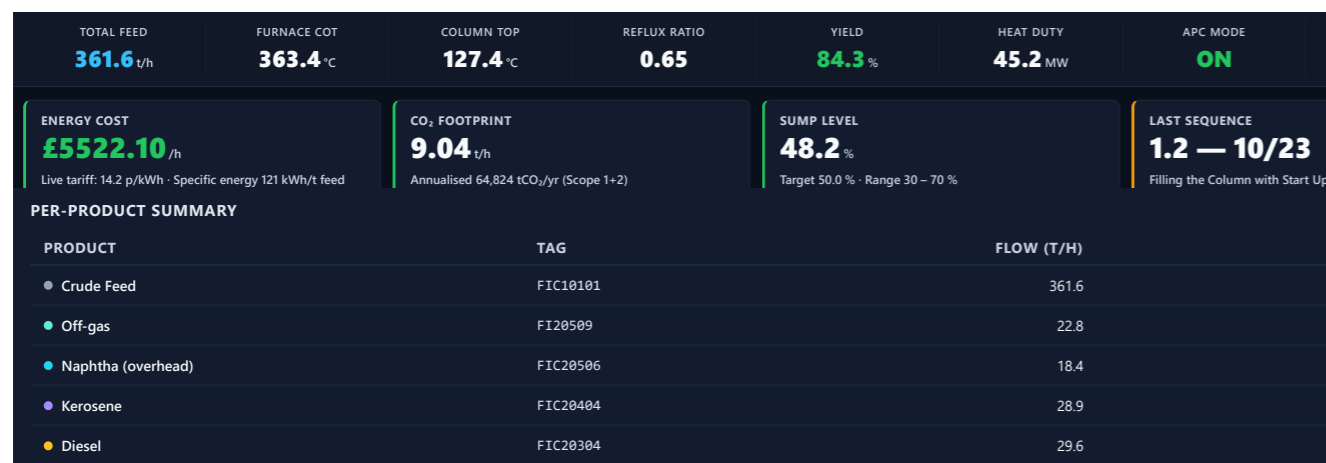 TOTAL FEED FURNACE COT COLUMN TOP REFLUX RATIO YIELD HEAT DUTY APC MODE
361.6 t/h 363.4 °C 127.4 °C 0.65 84.3 % 45.2 MW ON
ENERGY COST CO₂ FOOTPRINT SUMP LEVEL LAST SEQUENCE
£5522.10 /h 9.04 t/h 48.2 % 1.2 — 10/23
Live tariff: 14.2 p/kWh · Specific energy 121 kWh/t feed Annualised 64,824 tCO₂/yr (Scope 1+2) Target 50.0 % · Range 30 – 70 % Filling the Column with Start Up
PER-PRODUCT SUMMARY
PRODUCT TAG FLOW (T/H)
Crude Feed FIC10101 361.6
Off-gas FI20509 22.8
Naphtha (overhead) FIC20506 18.4
Kerosene FIC20404 28.9
Diesel FIC20304 29.6